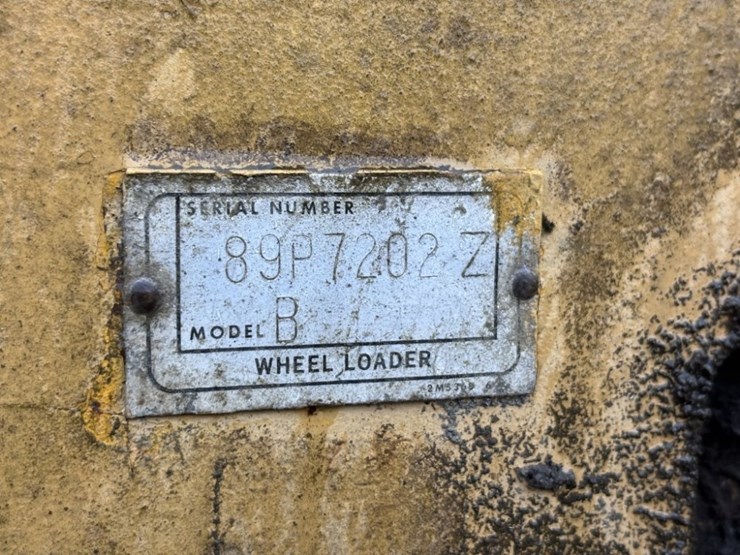 SERIAL NUMBER
89P7202 Z
MODEL B
WHEEL LOADER